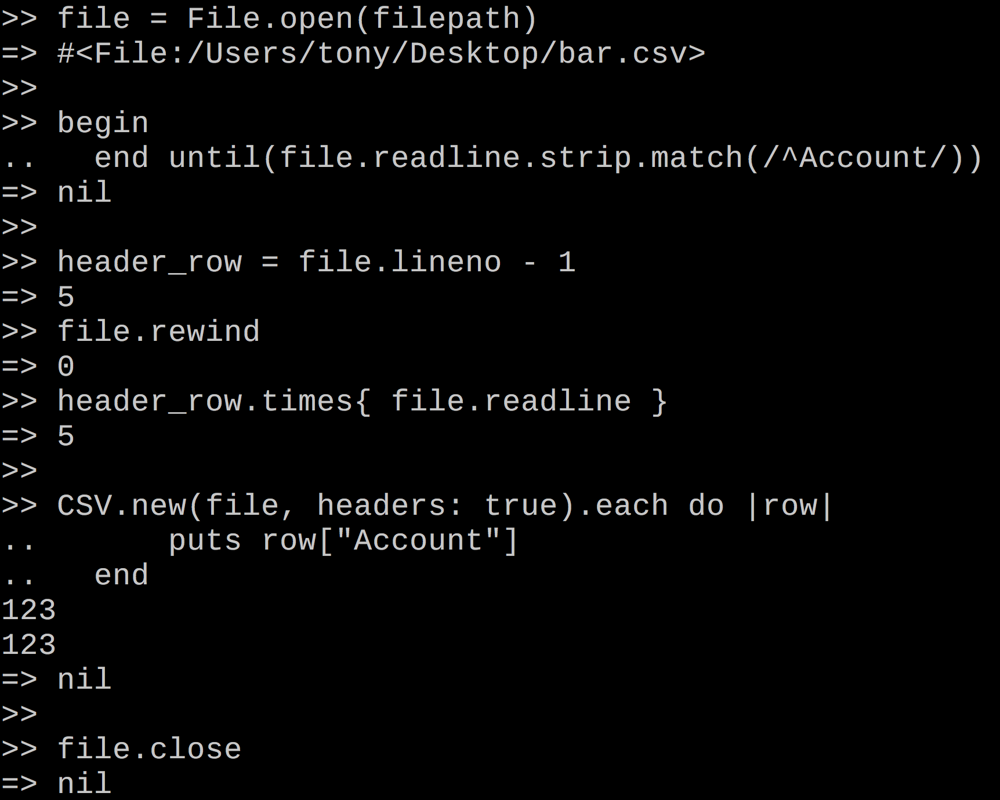 >> file = File.open(filepath)
=> #<File:/Users/tony/Desktop/bar.csv>
>>
>> begin
..   end until(file.readline.strip.match(/^Account/))
=> nil
>>
>> header_row = file.lineno - 1
=> 5
>> file.rewind
=> 0
>> header_row.times{ file.readline }
=> 5
>>
>> CSV.new(file, headers: true).each do |row|
..       puts row["Account"]
..   end
123
123
=> nil
>>
>> file.close
=> nil